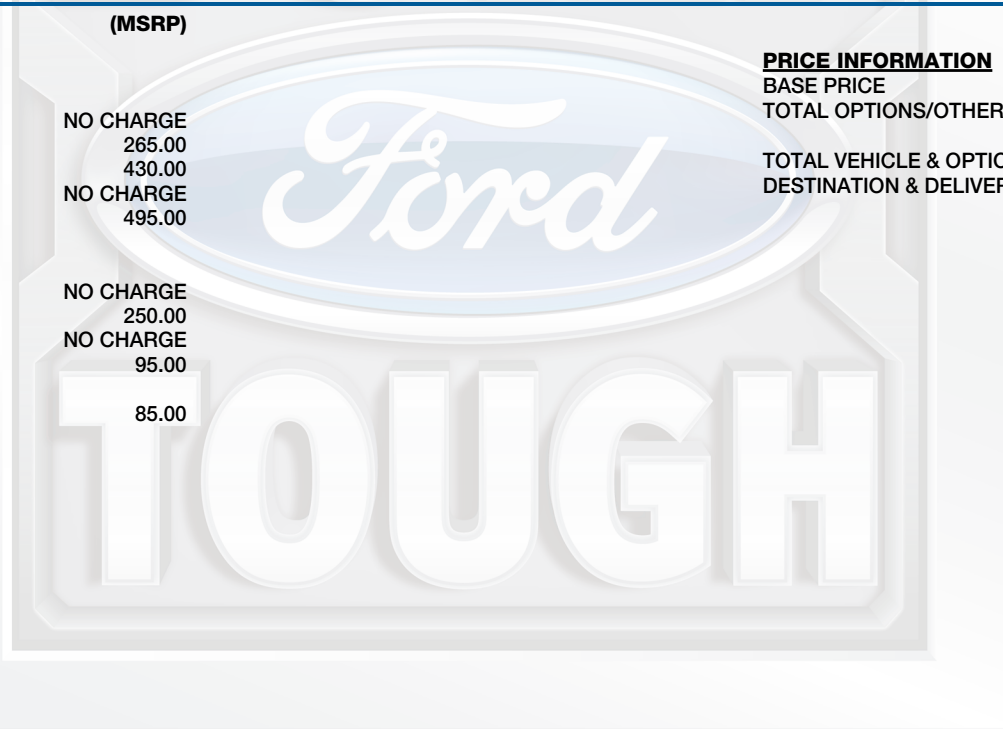 (MSRP)
NO CHARGE
265.00
430.00
NO CHARGE
495.00
NO CHARGE
250.00
NO CHARGE
95.00
85.00
PRICE INFORMATION
BASE PRICE
TOTAL OPTIONS/OTHER
TOTAL VEHICLE & OPTIO
DESTINATION & DELIVER
Ford
TOUGH